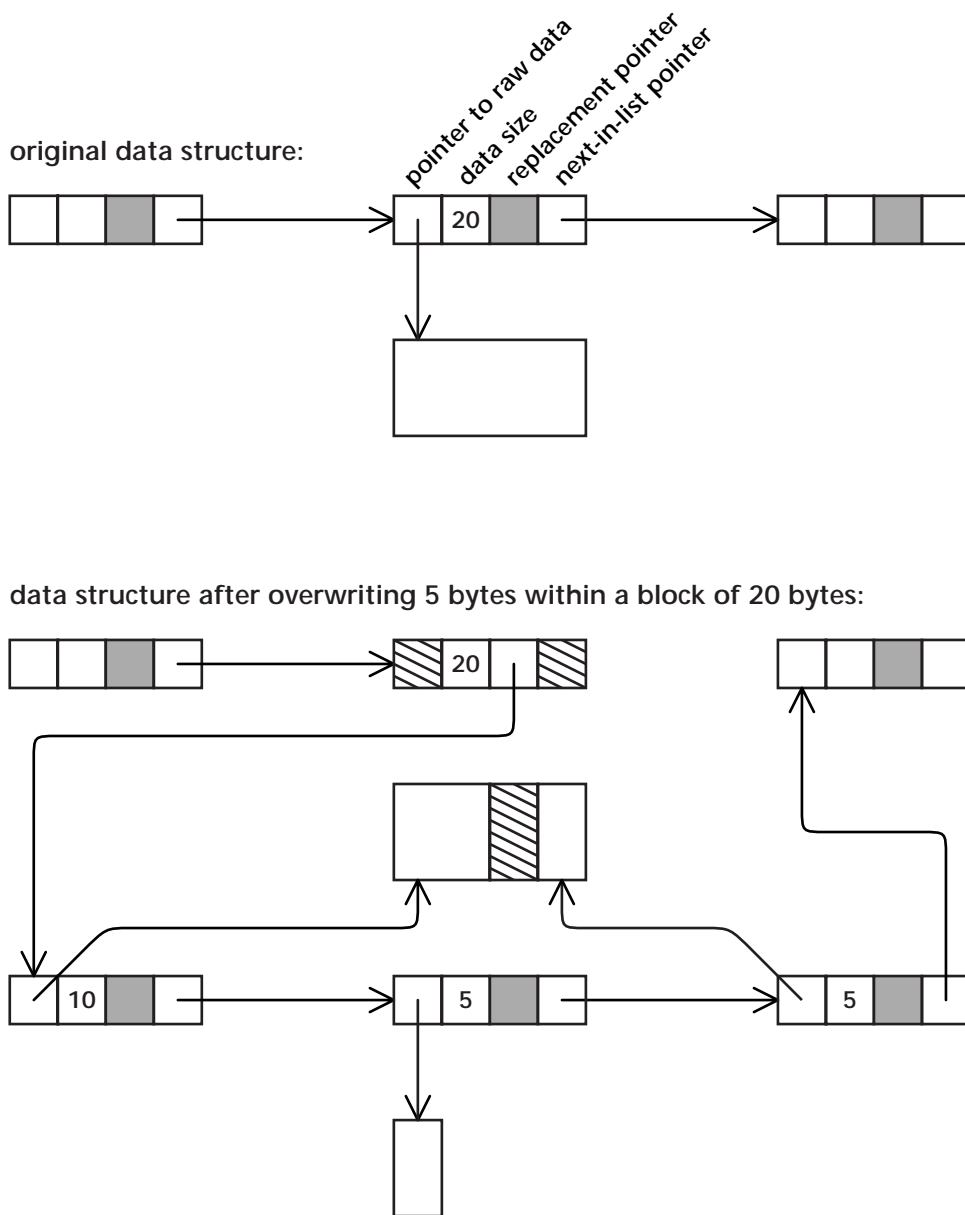 pointer to raw data
data size
replacement pointer
next-in-list pointer
original data structure:
20
data structure after overwriting 5 bytes within a block of 20 bytes:
20
10
5
5